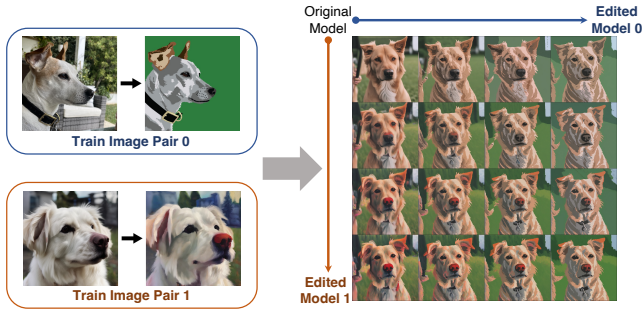 Original
Model
Edited
Model 0
Train Image Pair 0
Train Image Pair 1
Edited
Model 1